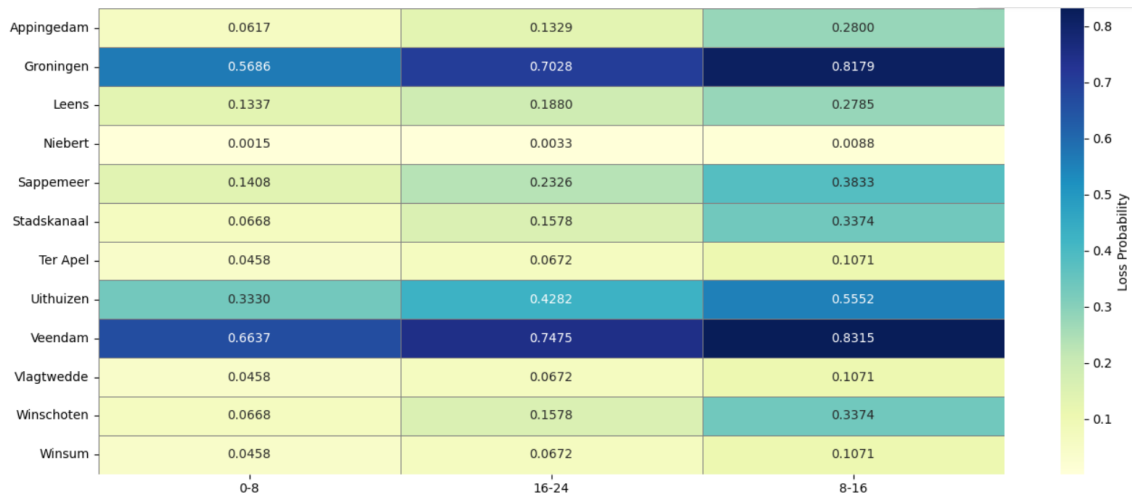 Appingedam 0.0617 0.1329 0.2800
Groningen 0.5686 0.7028 0.8179
Leens 0.1337 0.1880 0.2785
Niebert 0.0015 0.0033 0.0088
Sappemeer 0.1408 0.2326 0.3833
Stadskanaal 0.0668 0.1578 0.3374
Ter Apel 0.0458 0.0672 0.1071
Uithuizen 0.3330 0.4282 0.5552
Veendam 0.6637 0.7475 0.8315
Vlagtwedde 0.0458 0.0672 0.1071
Winschoten 0.0668 0.1578 0.3374
Winsum 0.0458 0.0672 0.1071
0-8 16-24 8-16
0.8
0.7
0.6
0.5
0.4
0.3
0.2
0.1
Loss Probability